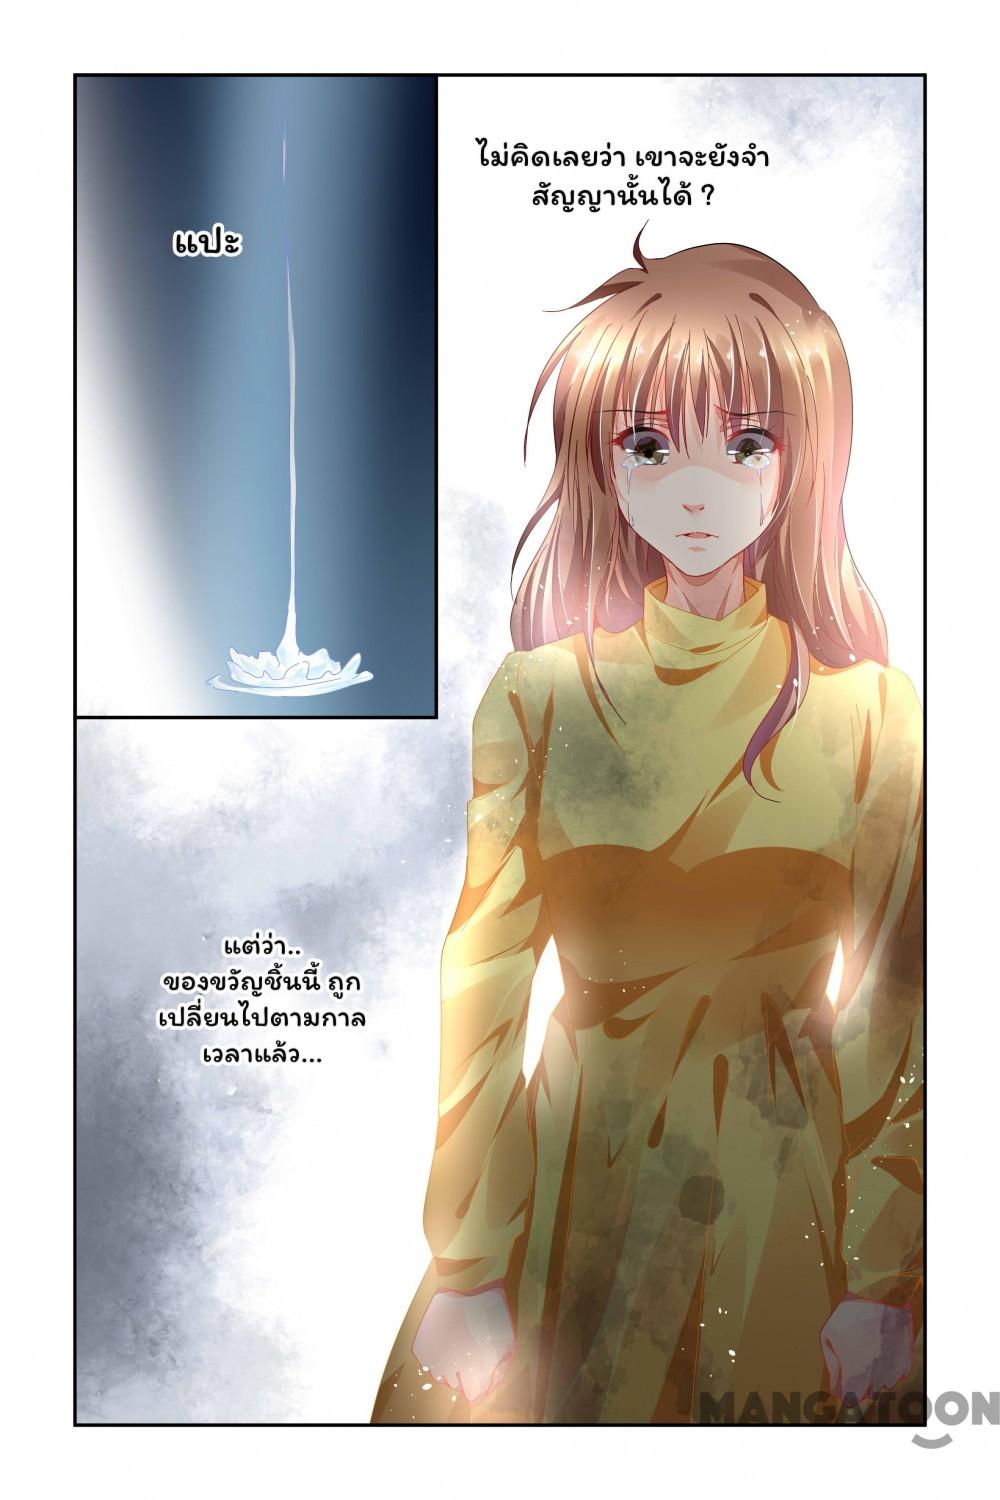 แปะ
ไม่คิดเลยว่า เขาจะยังจำ
สัญญานั้นได้ ?
แต่ว่า..
ของขวัญชิ้นนี้ ถูก
เปลี่ยนไปตามกาล
เวลาแล้ว...
MANGATOON